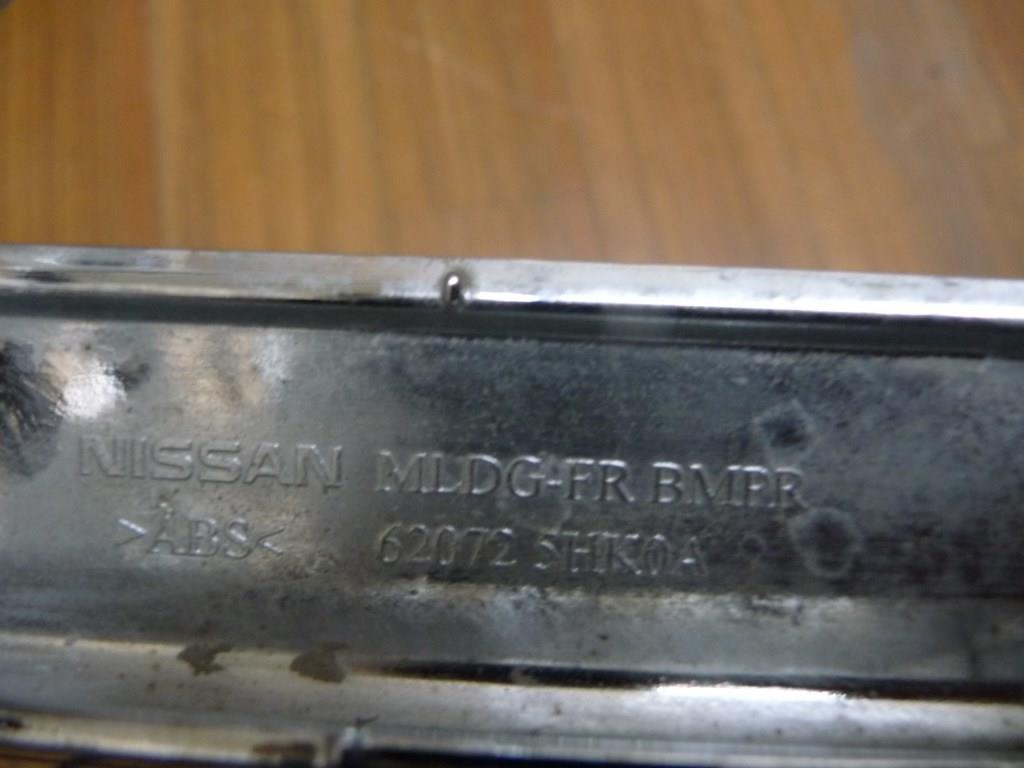 NISSAN MLDG-FR BMPR
>ABS< 62072 5HK0A